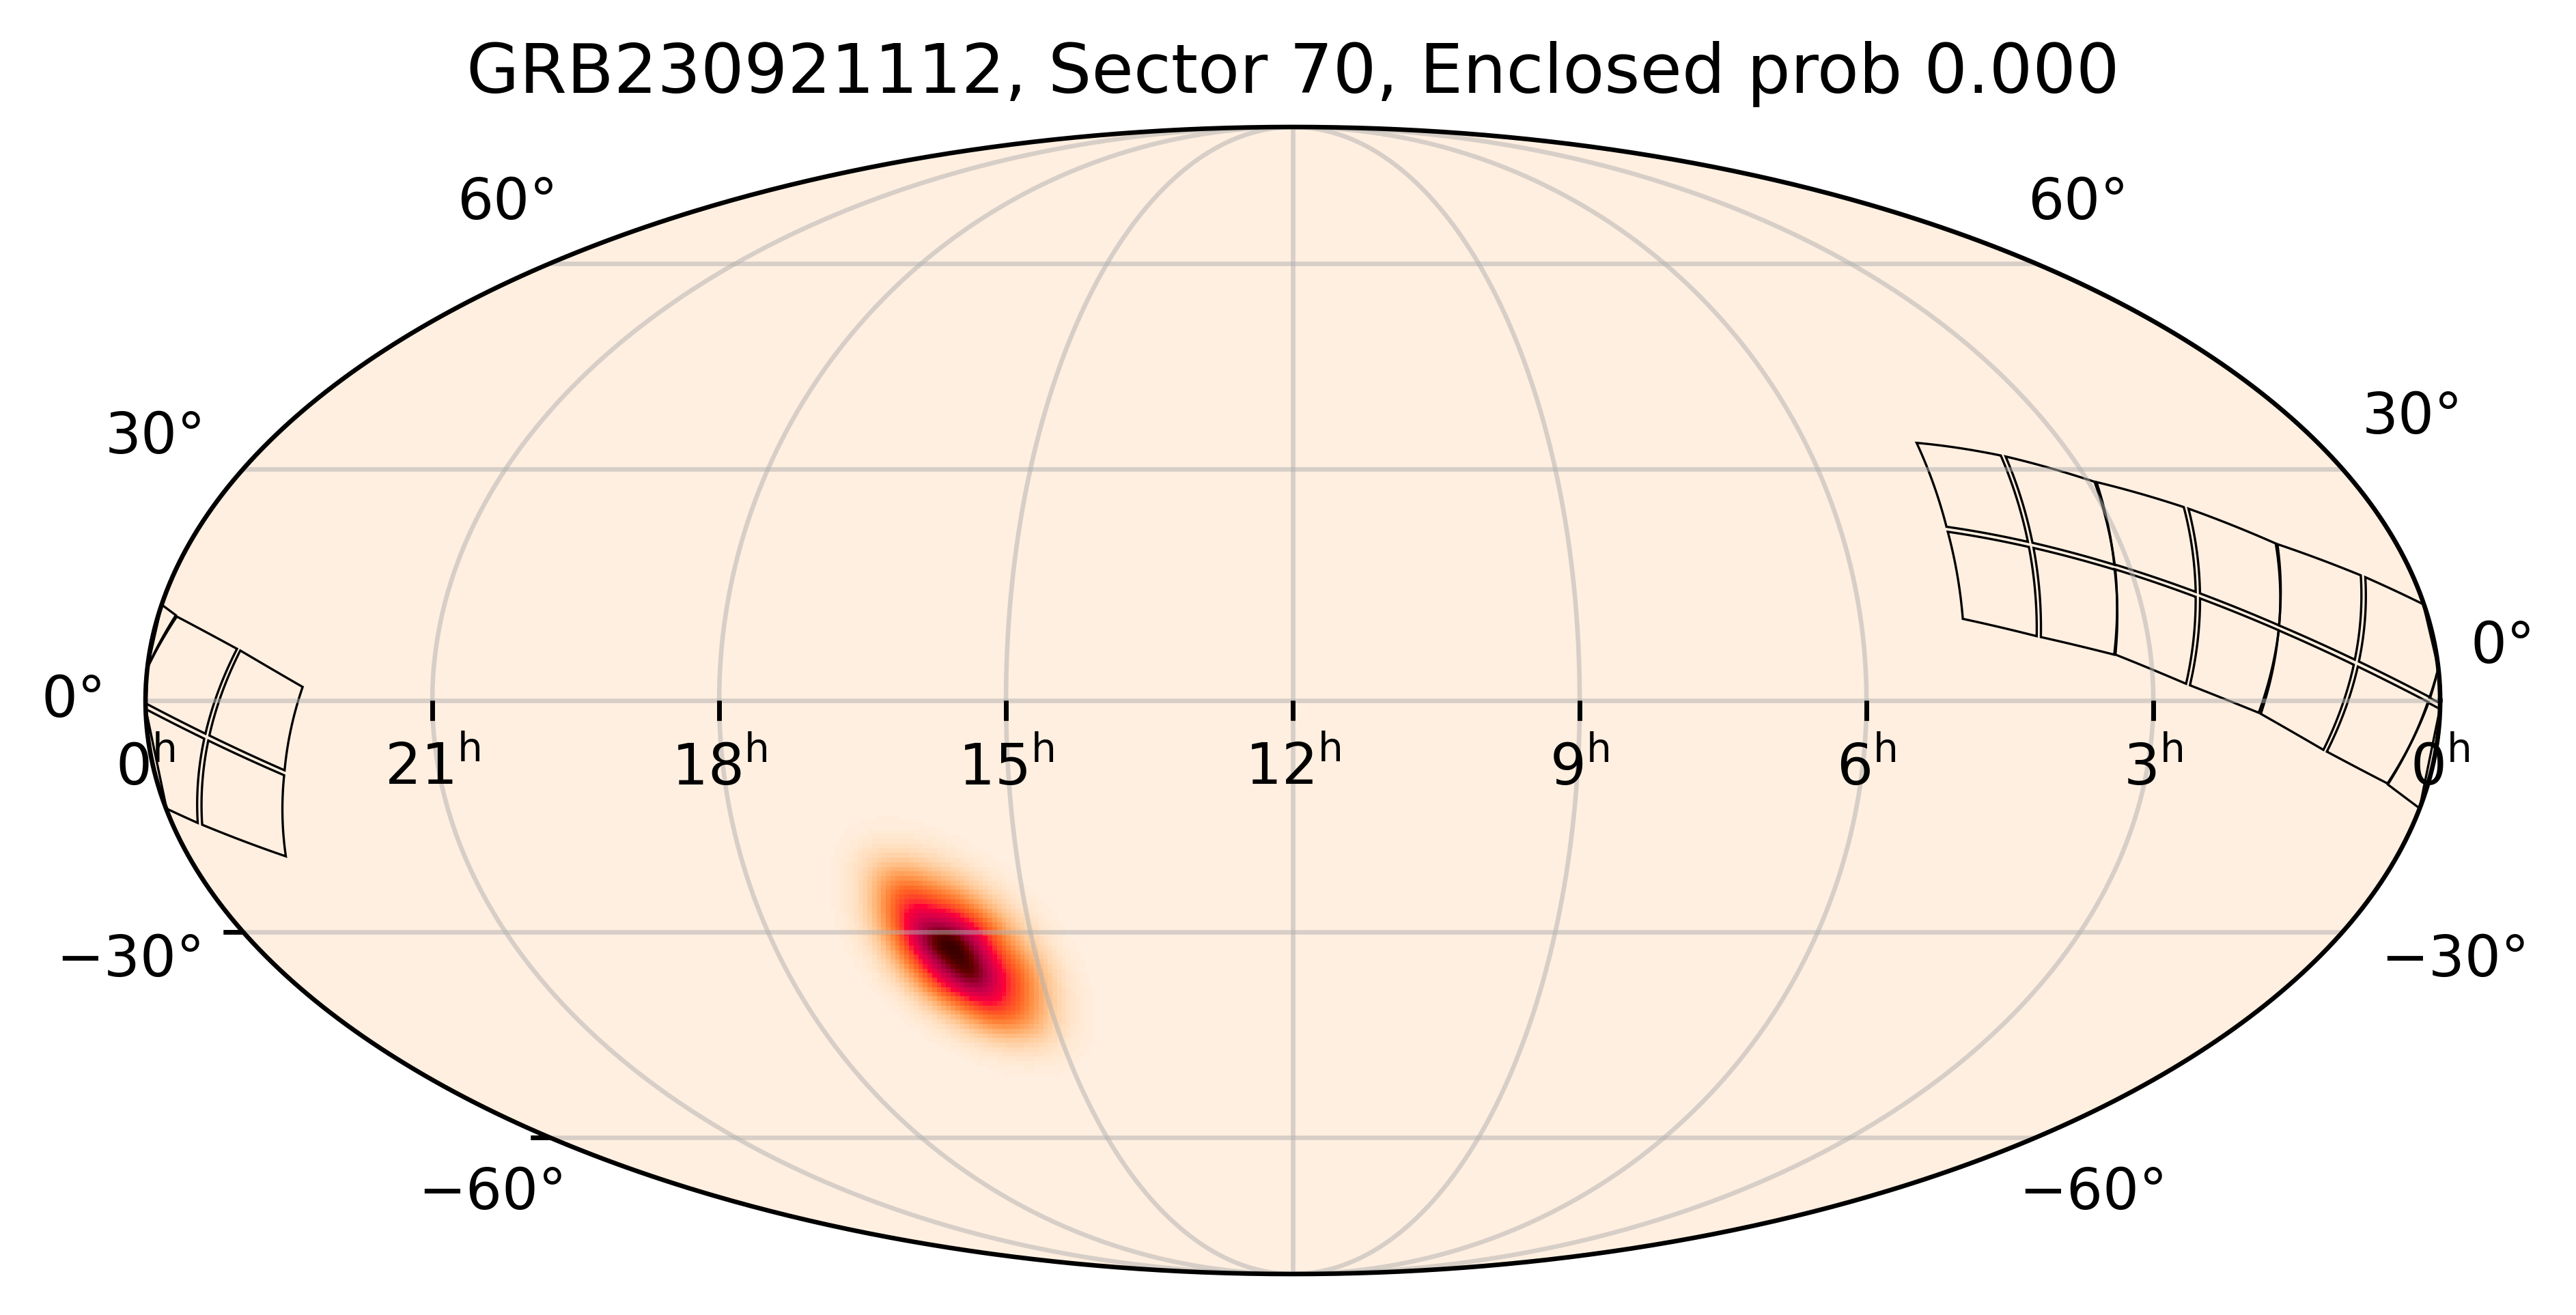 GRB230921112, Sector 70, Enclosed prob 0.000
60° 60°
30° 30°
0° 0°
0ʰ 21ʰ 18ʰ 15ʰ 12ʰ 9ʰ 6ʰ 3ʰ 0ʰ
−30° −30°
−60° −60°